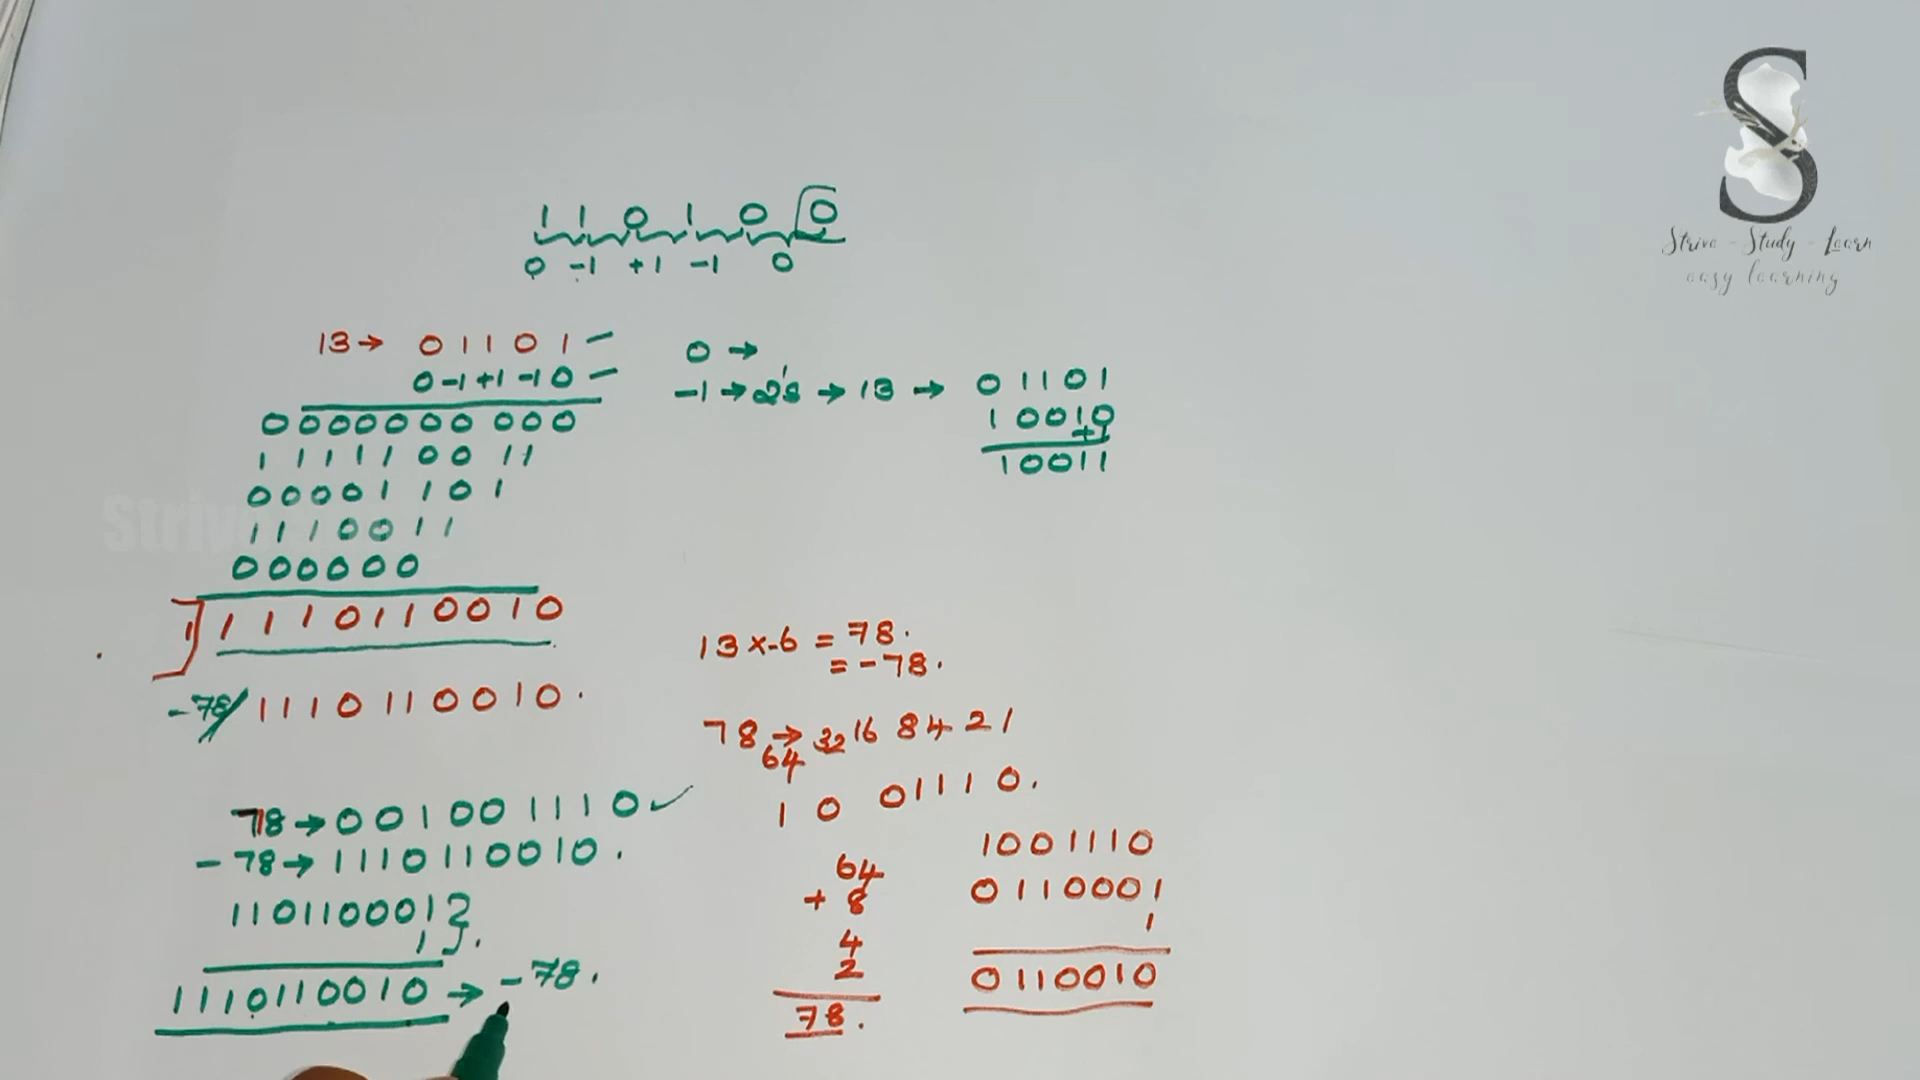 Strive - Study - Learn
easy learning
1 1 0 1 0 0
0 -1 +1 -1 0
13 → 0 1 1 0 1
0 -1 +1 -1 0
0 0 0 0 0 0 0 0 0 0
1 1 1 1 1 0 0 1 1
0 0 0 0 1 1 0 1
1 1 1 0 0 1 1
0 0 0 0 0 0
1 1 1 1 0 1 1 0 0 1 0
-78 / 1 1 1 0 1 1 0 0 1 0 .
0 →
-1 → 2's → 13 → 0 1 1 0 1
1 0 0 1 0
+1
1 0 0 1 1
13 x -6 = 78.
= -78.
78 → 64 32 16 8 4 2 1
1 0 0 1 1 1 0 .
78 → 0 0 1 0 0 1 1 1 0 ✓
-78 → 1 1 1 0 1 1 0 0 1 0 .
1 1 0 1 1 0 0 0 1 }
1 .
1 1 1 0 1 1 0 0 1 0 → -78.
64
+ 8
4
2
78 .
1 0 0 1 1 1 0
0 1 1 0 0 0 1
1
0 1 1 0 0 1 0